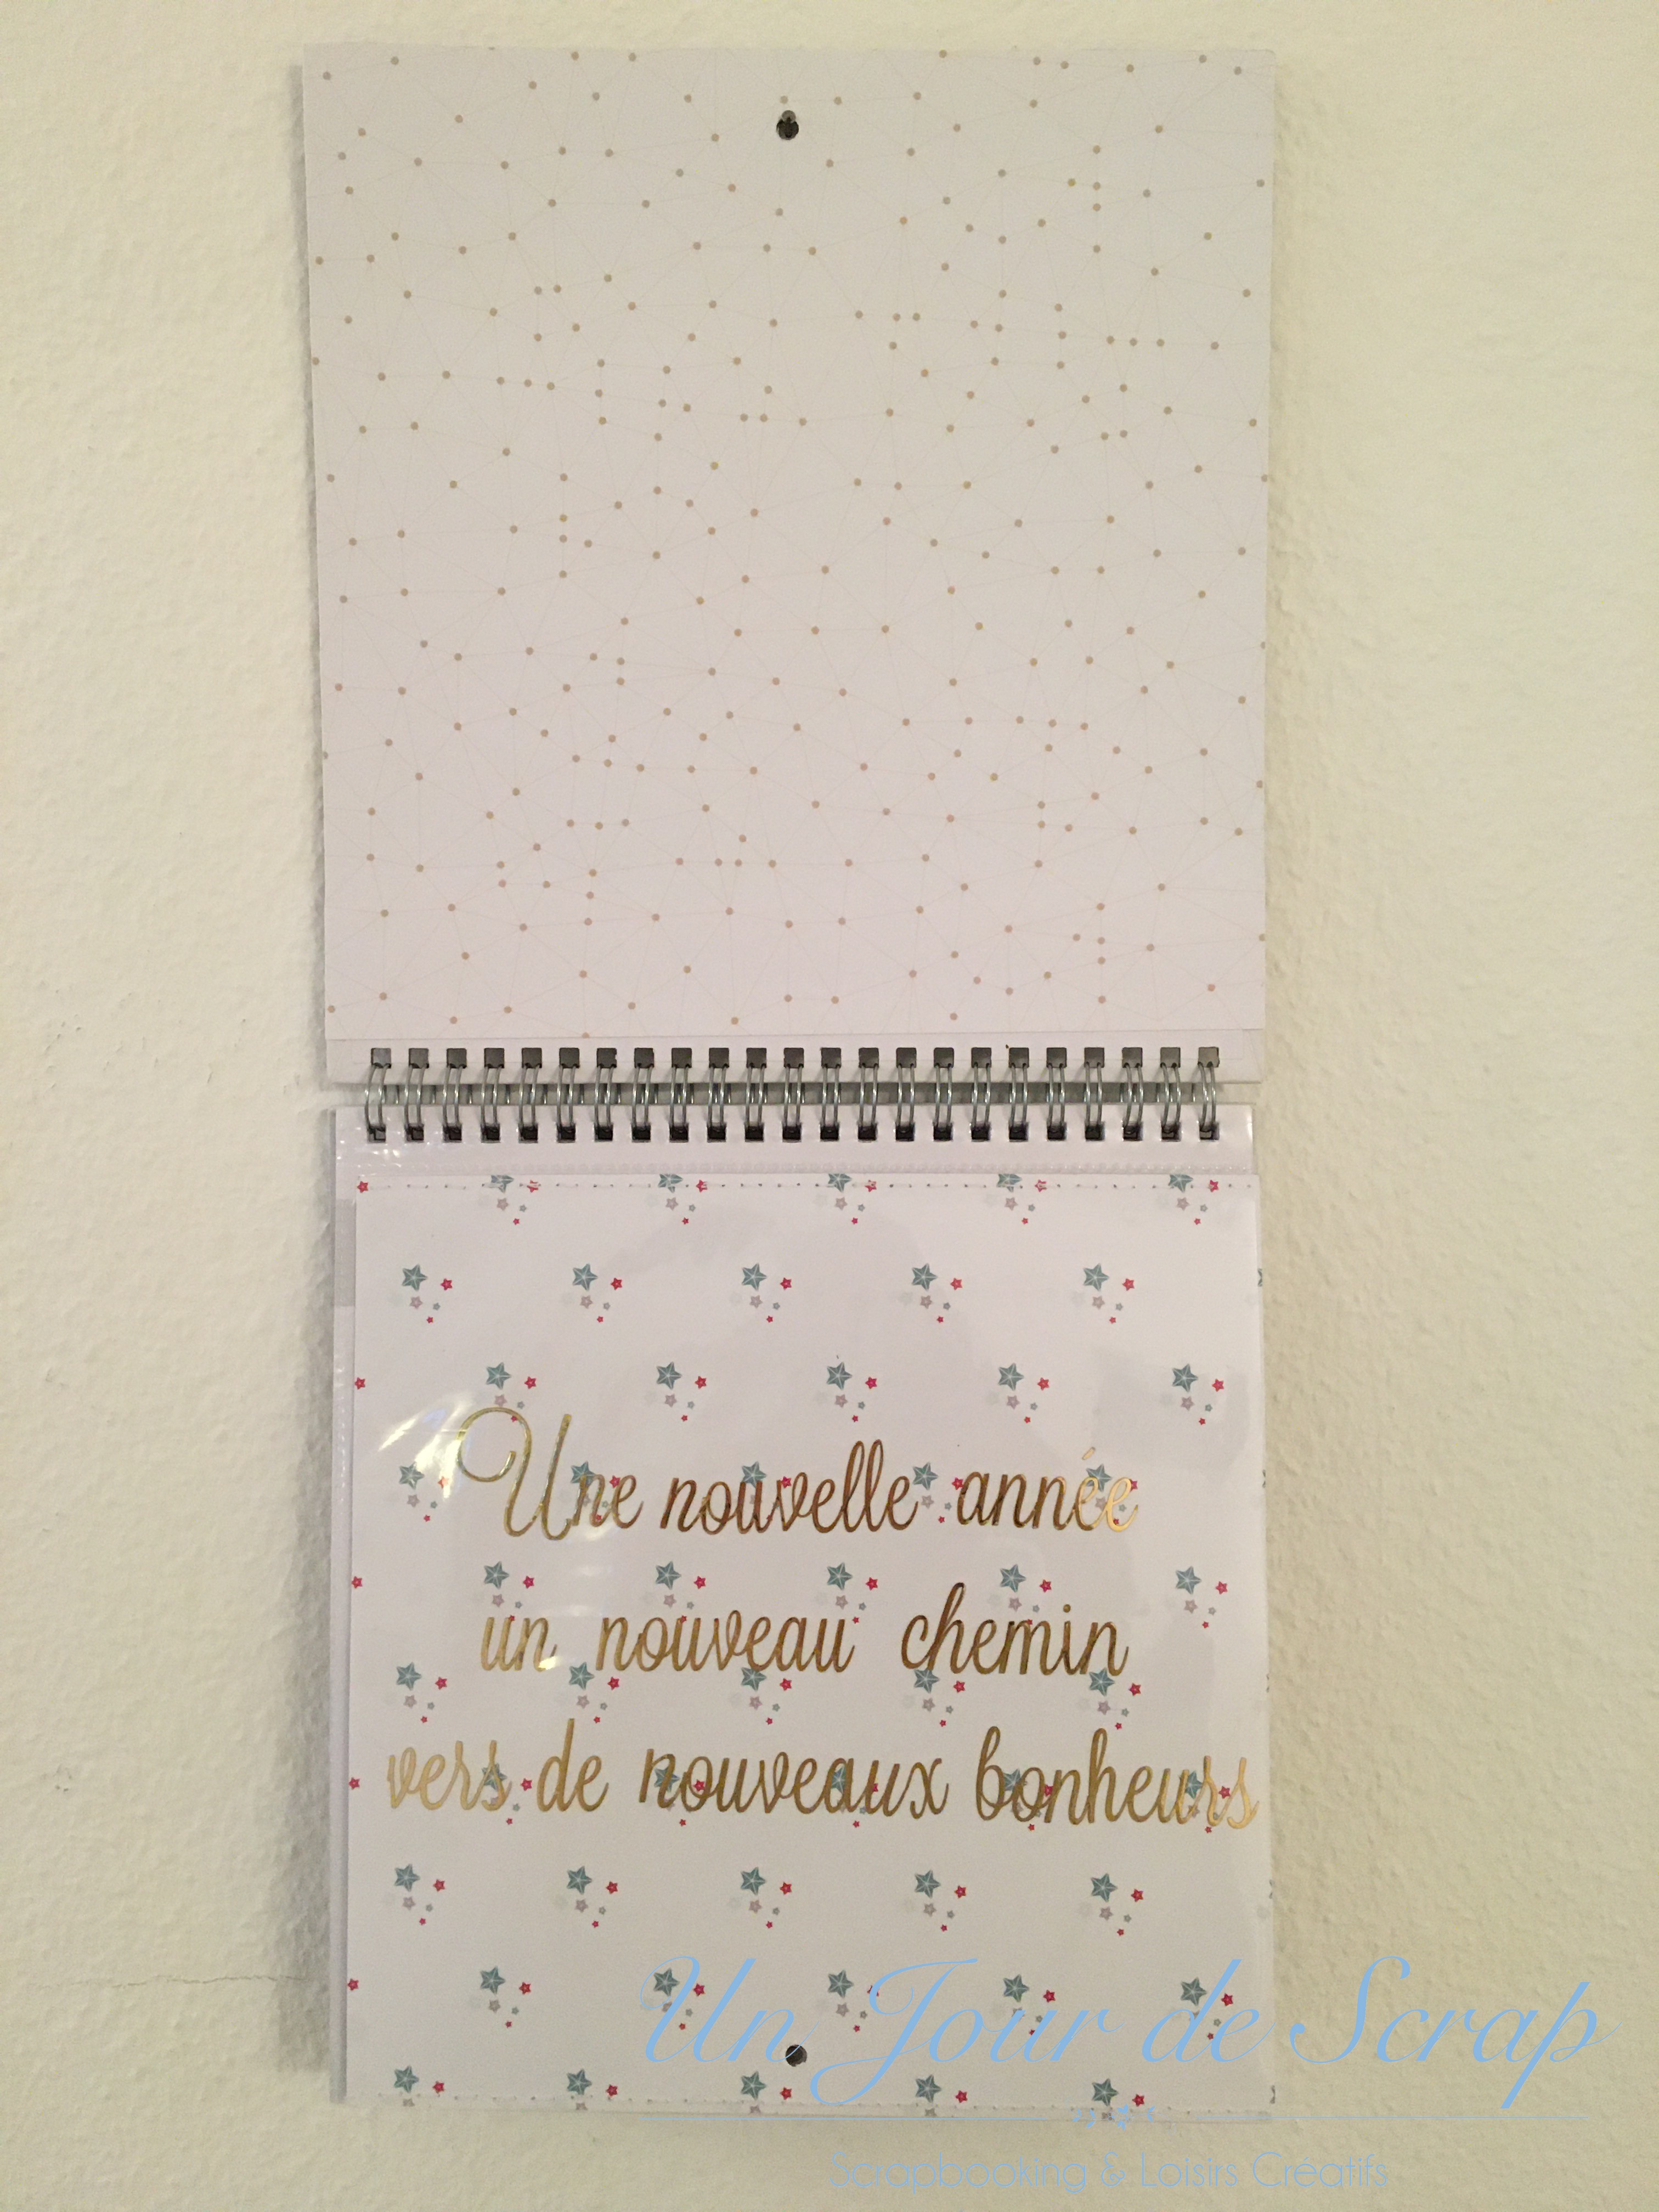 Une nouvelle année
un nouveau chemin
vers de nouveaux bonheurs
Un Jour de Scrap
Scrapbooking & Loisirs Créatifs